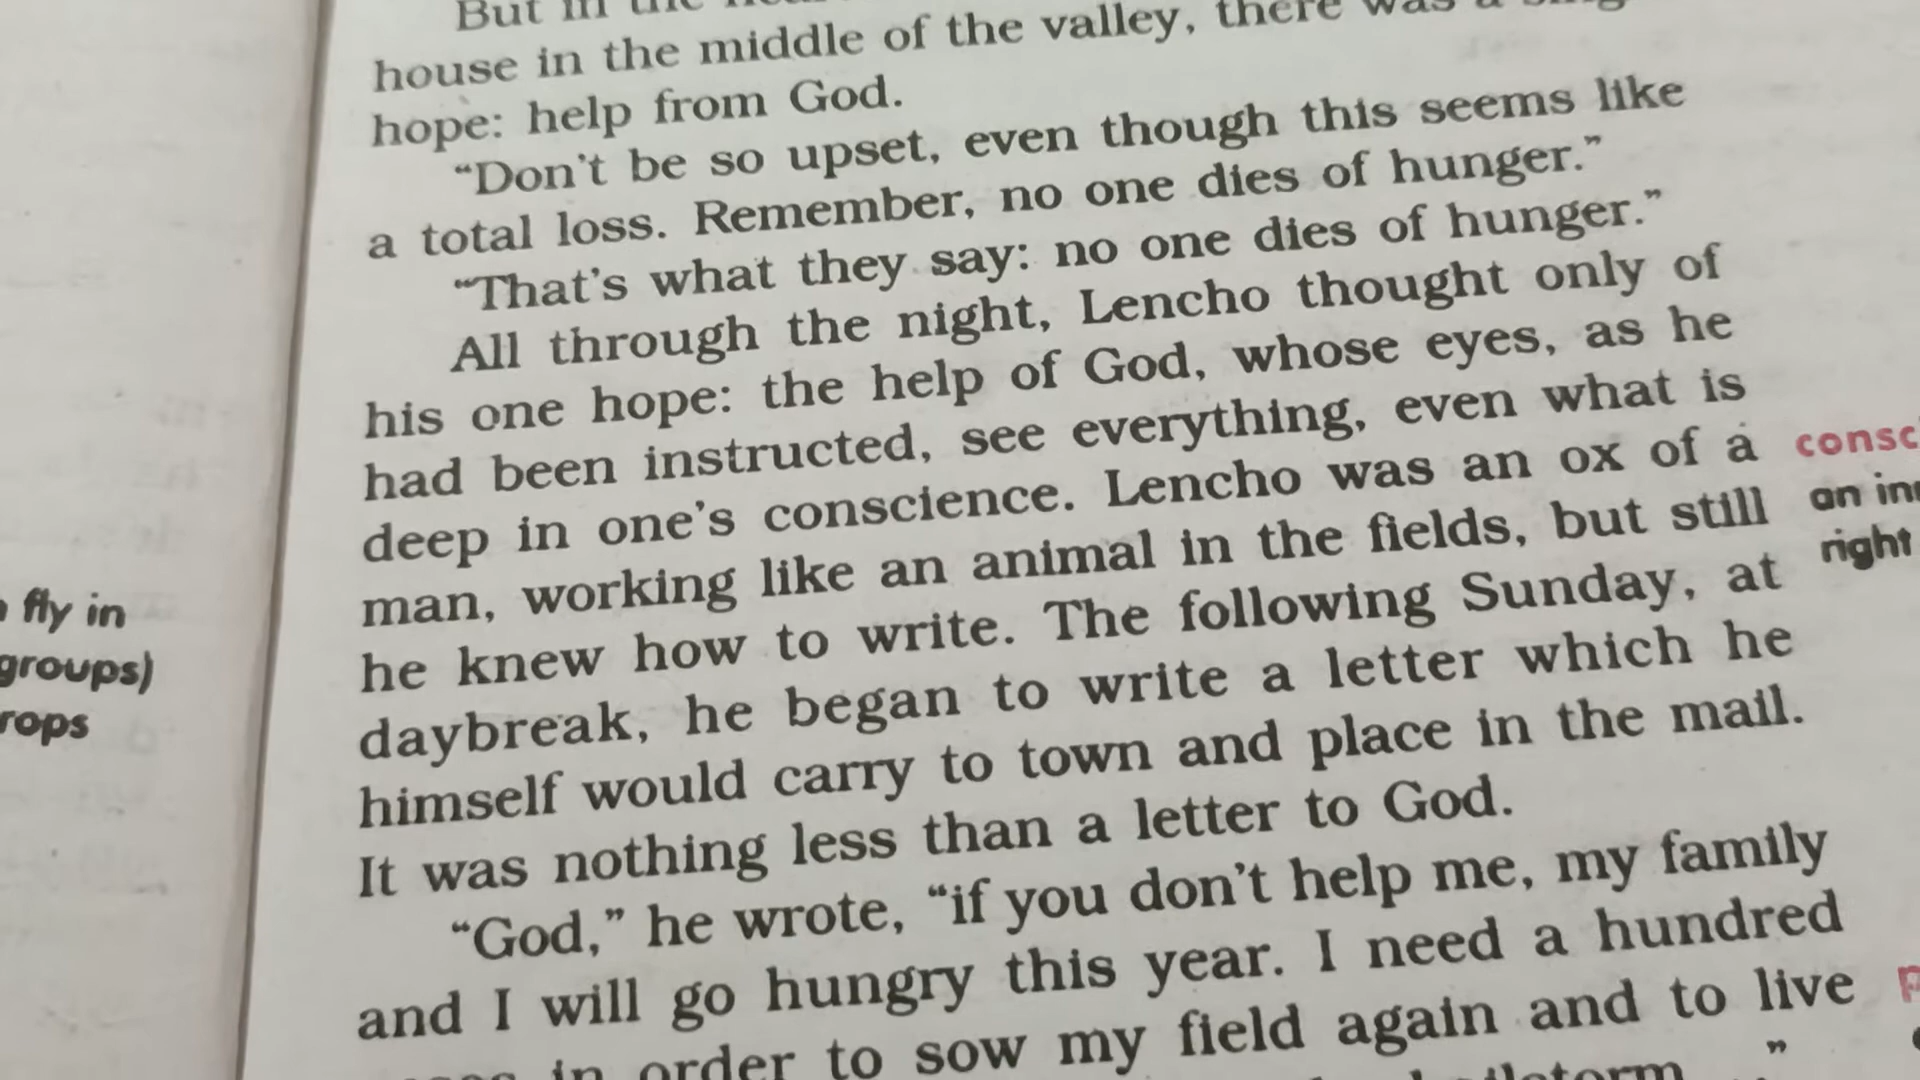 But in the
house in the middle of the valley, there was a
hope: help from God.
“Don't be so upset, even though this seems like
a total loss. Remember, no one dies of hunger.”
“That's what they say: no one dies of hunger.”
All through the night, Lencho thought only of
his one hope: the help of God, whose eyes, as he
had been instructed, see everything, even what is
deep in one's conscience. Lencho was an ox of a
man, working like an animal in the fields, but still
he knew how to write. The following Sunday, at
daybreak, he began to write a letter which he
himself would carry to town and place in the mail.
It was nothing less than a letter to God.
“God,” he wrote, “if you don't help me, my family
and I will go hungry this year. I need a hundred
in order to sow my field again and to live
”
fly in
groups)
rops
consc
an in
right